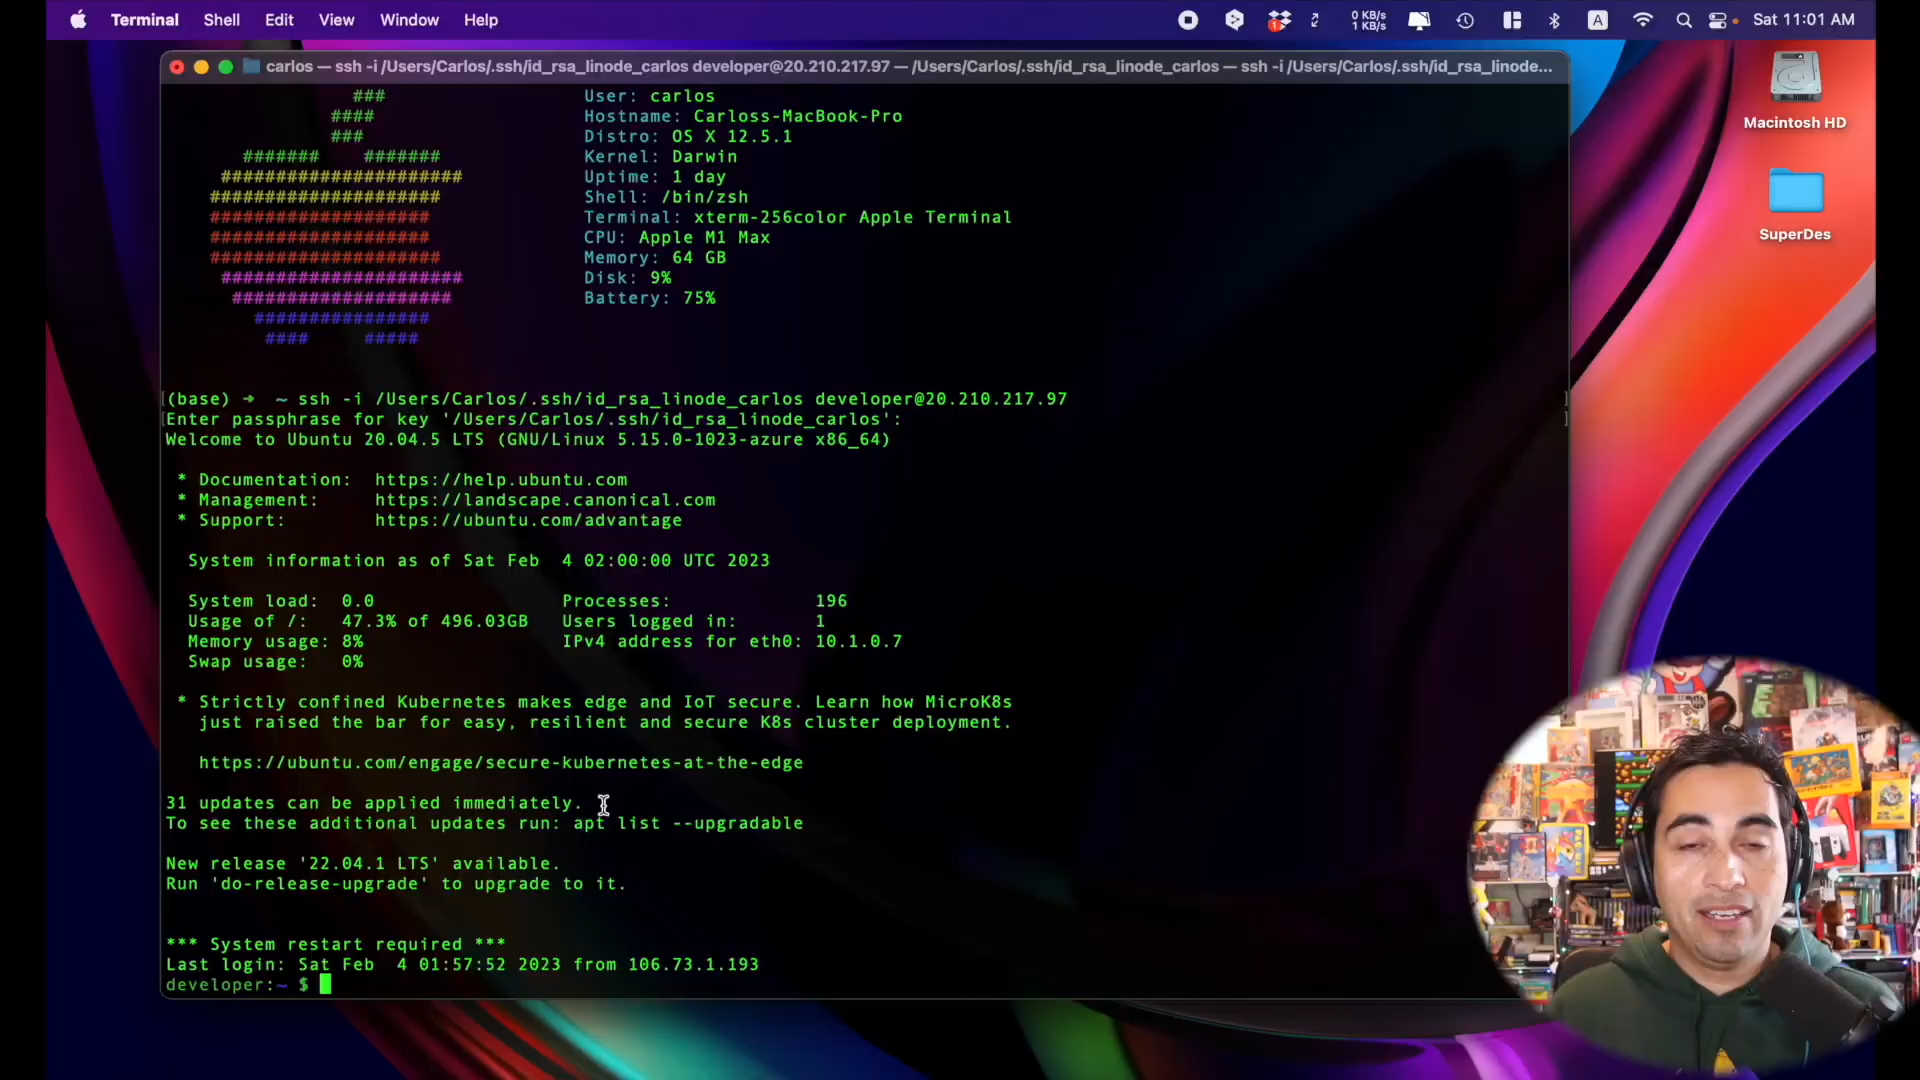 Terminal Shell Edit View Window Help
1 0 KB/s 1 KB/s A Sat 11:01 AM
carlos — ssh -i /Users/Carlos/.ssh/id_rsa_linode_carlos developer@20.210.217.97 — /Users/Carlos/.ssh/id_rsa_linode_carlos — ssh -i /Users/Carlos/.ssh/id_rsa_linode...
Macintosh HD
SuperDes
### User: carlos
#### Hostname: Carloss-MacBook-Pro
### Distro: OS X 12.5.1
####### ####### Kernel: Darwin
###################### Uptime: 1 day
##################### Shell: /bin/zsh
#################### Terminal: xterm-256color Apple Terminal
#################### CPU: Apple M1 Max
##################### Memory: 64 GB
###################### Disk: 9%
#################### Battery: 75%
################
#### #####
(base) ➜ ~ ssh -i /Users/Carlos/.ssh/id_rsa_linode_carlos developer@20.210.217.97
Enter passphrase for key '/Users/Carlos/.ssh/id_rsa_linode_carlos':
Welcome to Ubuntu 20.04.5 LTS (GNU/Linux 5.15.0-1023-azure x86_64)
* Documentation: https://help.ubuntu.com
* Management: https://landscape.canonical.com
* Support: https://ubuntu.com/advantage
System information as of Sat Feb 4 02:00:00 UTC 2023
System load: 0.0 Processes: 196
Usage of /: 47.3% of 496.03GB Users logged in: 1
Memory usage: 8% IPv4 address for eth0: 10.1.0.7
Swap usage: 0%
* Strictly confined Kubernetes makes edge and IoT secure. Learn how MicroK8s
just raised the bar for easy, resilient and secure K8s cluster deployment.
https://ubuntu.com/engage/secure-kubernetes-at-the-edge
31 updates can be applied immediately.
To see these additional updates run: apt list --upgradable
New release '22.04.1 LTS' available.
Run 'do-release-upgrade' to upgrade to it.
*** System restart required ***
Last login: Sat Feb 4 01:57:52 2023 from 106.73.1.193
developer:~ $